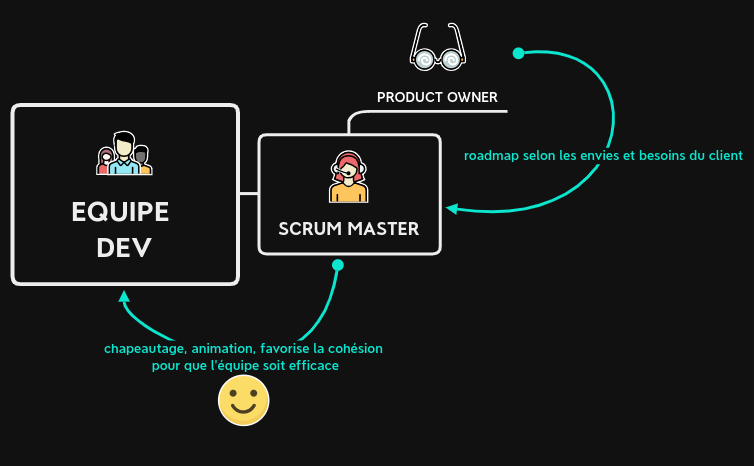 PRODUCT OWNER
roadmap selon les envies et besoins du client
EQUIPE
DEV
SCRUM MASTER
chapeautage, animation, favorise la cohésion
pour que l'équipe soit efficace